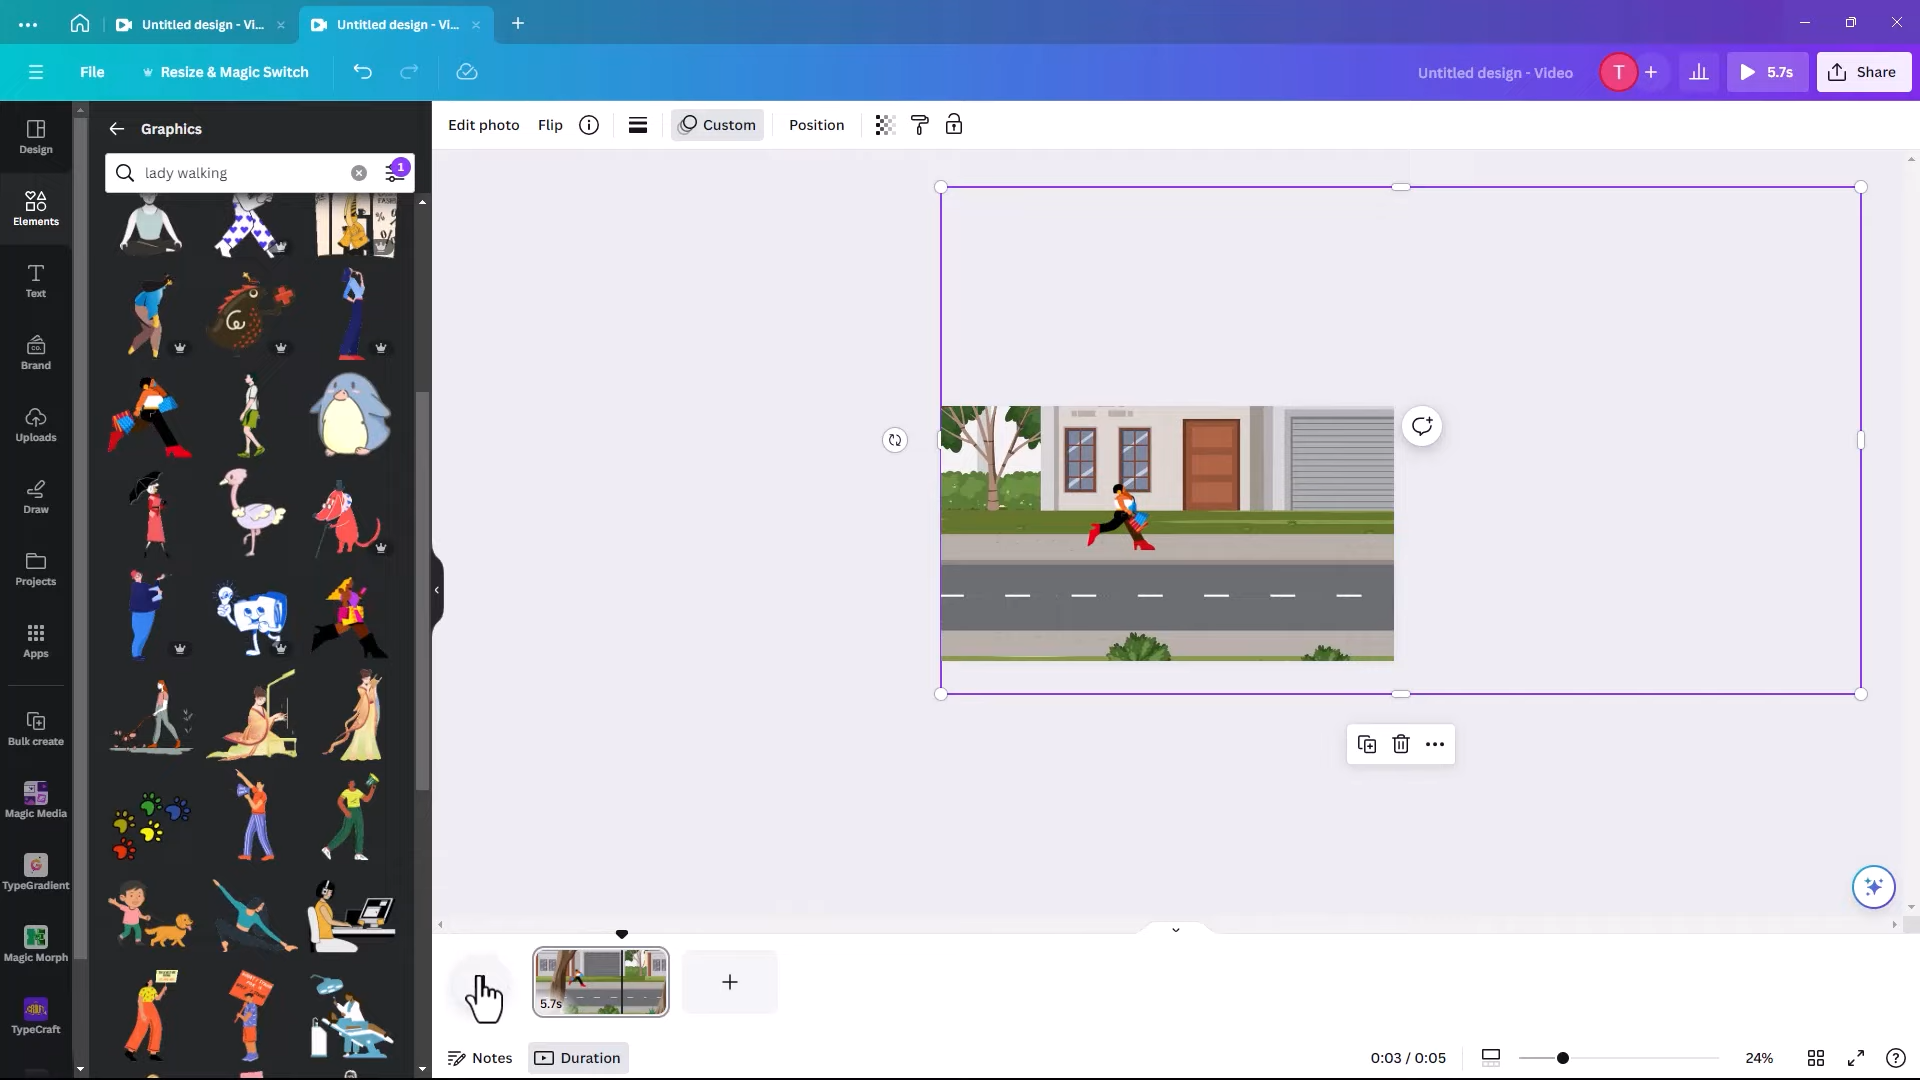 Untitled design - Vi...
Untitled design - Vi...
File
Resize & Magic Switch
Untitled design - Video
T
5.7s
Share
Design
Elements
Text
Brand
Uploads
Draw
Projects
Apps
Bulk create
Magic Media
TypeGradient
Magic Morph
TypeCraft
Graphics
lady walking
1
Edit photo
Flip
Custom
Position
5.7s
Notes
Duration
0:03 / 0:05
24%